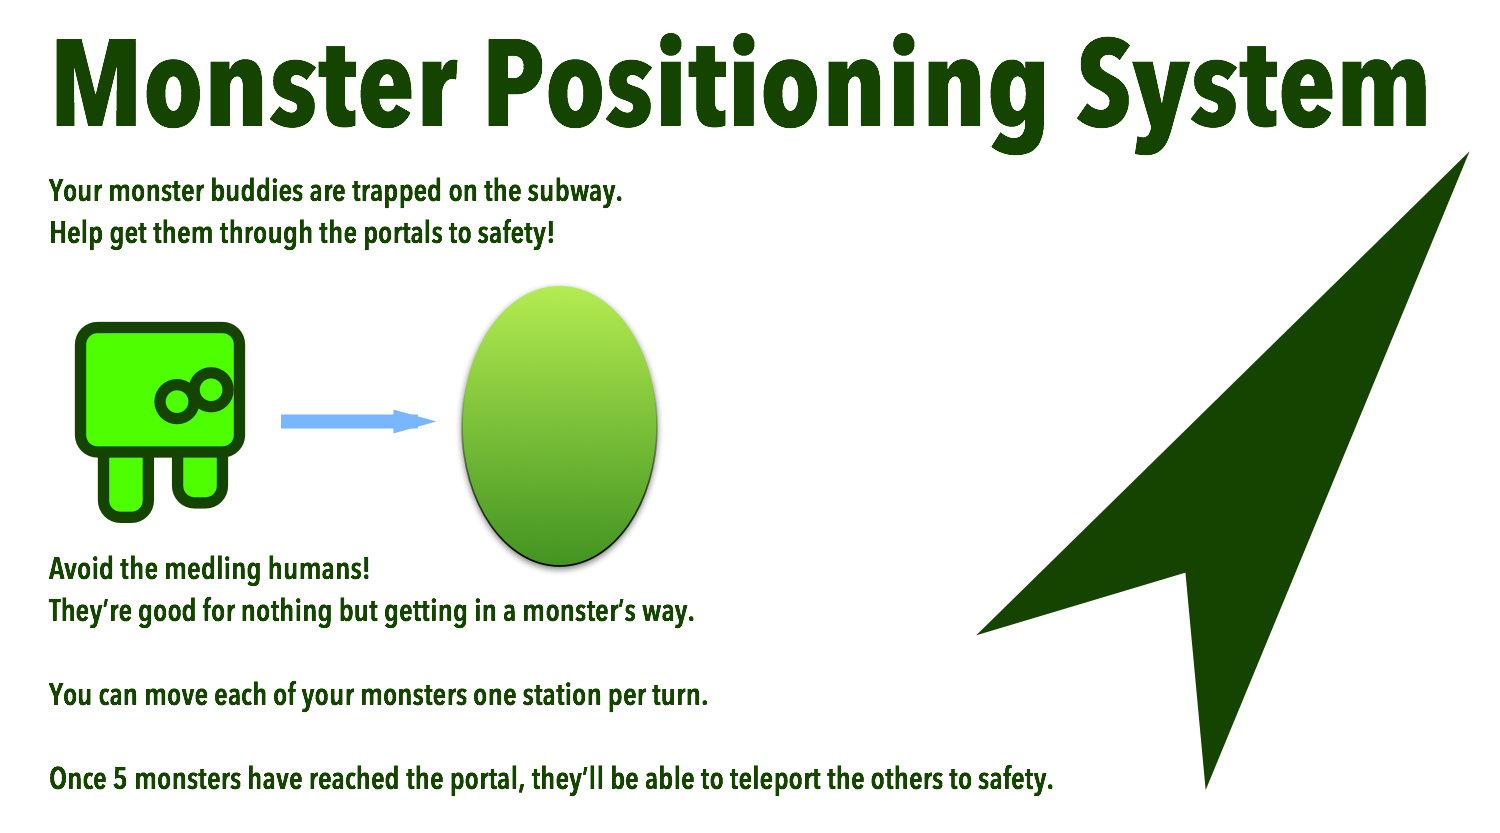 Monster Positioning System
Your monster buddies are trapped on the subway.
Help get them through the portals to safety!
Avoid the medling humans!
They’re good for nothing but getting in a monster’s way.
You can move each of your monsters one station per turn.
Once 5 monsters have reached the portal, they’ll be able to teleport the others to safety.